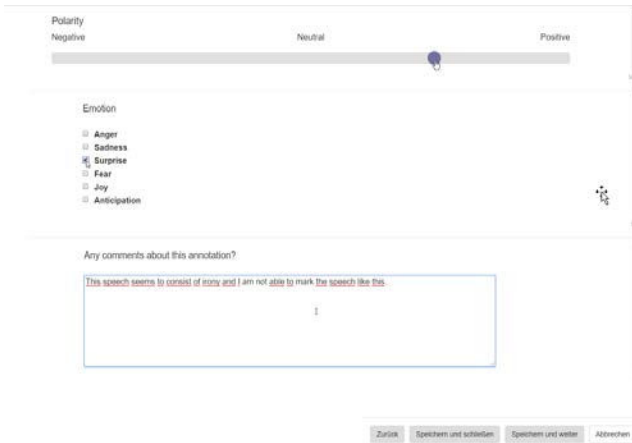 Polarity
Negative Neutral Positive
Emotion
Anger
Sadness
Surprise
Fear
Joy
Anticipation
Any comments about this annotation?
This speech seems to consist of irony and I am not able to mark the speech like this.
Zurück Speichern und schließen Speichern und weiter Abbrechen